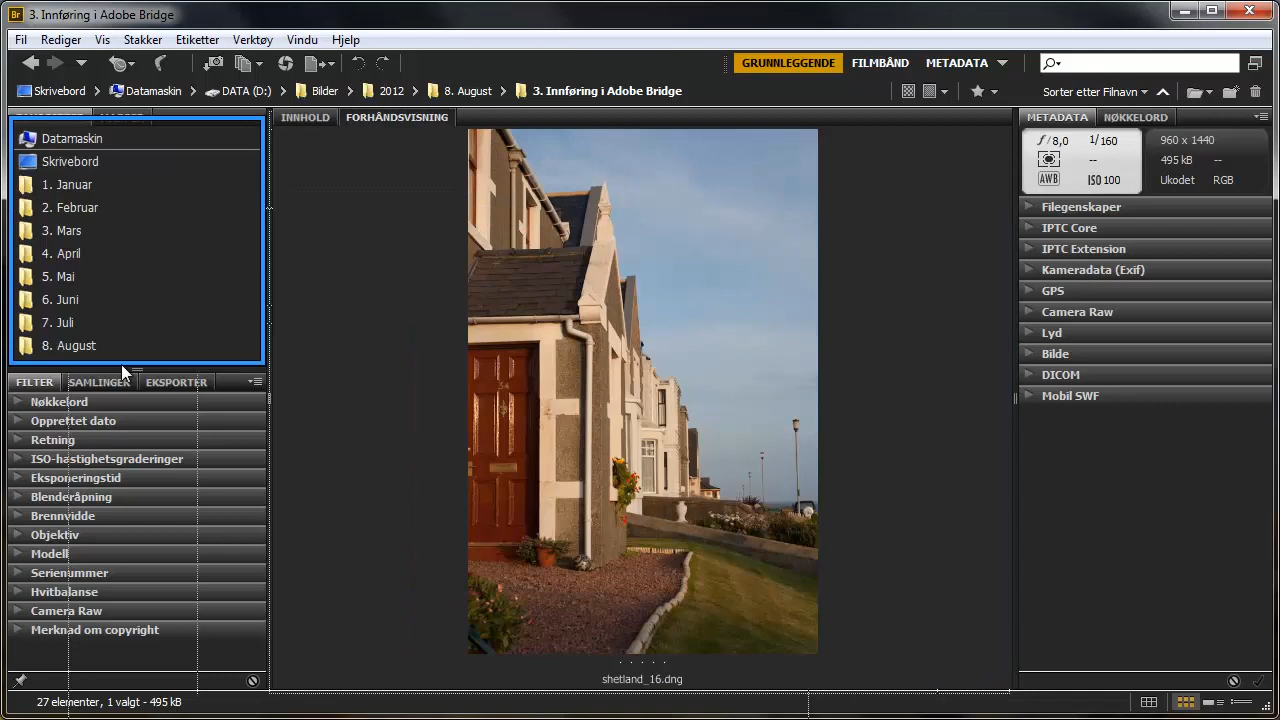 Br 3. Innføring i Adobe Bridge
Fil Rediger Vis Stakker Etiketter Verktøy Vindu Hjelp
GRUNNLEGGENDE FILMBÅND METADATA
Skrivebord Datamaskin DATA (D:) Bilder 2012 8. August 3. Innføring i Adobe Bridge
Sorter etter Filnavn
INNHOLD FORHÅNDSVISNING
METADATA NØKKELORD
Datamaskin
Skrivebord
1. Januar
2. Februar
3. Mars
4. April
5. Mai
6. Juni
7. Juli
8. August
FILTER SAMLINGER EKSPORTER
Nøkkelord
Opprettet dato
Retning
ISO-hastighetsgraderinger
Eksponeringstid
Blenderåpning
Brennvidde
Objektiv
Modell
Serienummer
Hvitbalanse
Camera Raw
Merknad om copyright
34
shetland_16.dng
f/8,0 1/160
--
AWB ISO 100
960 x 1440
495 kB --
Ukodet RGB
Filegenskaper
IPTC Core
IPTC Extension
Kameradata (Exif)
GPS
Camera Raw
Lyd
Bilde
DICOM
Mobil SWF
27 elementer, 1 valgt - 495 kB